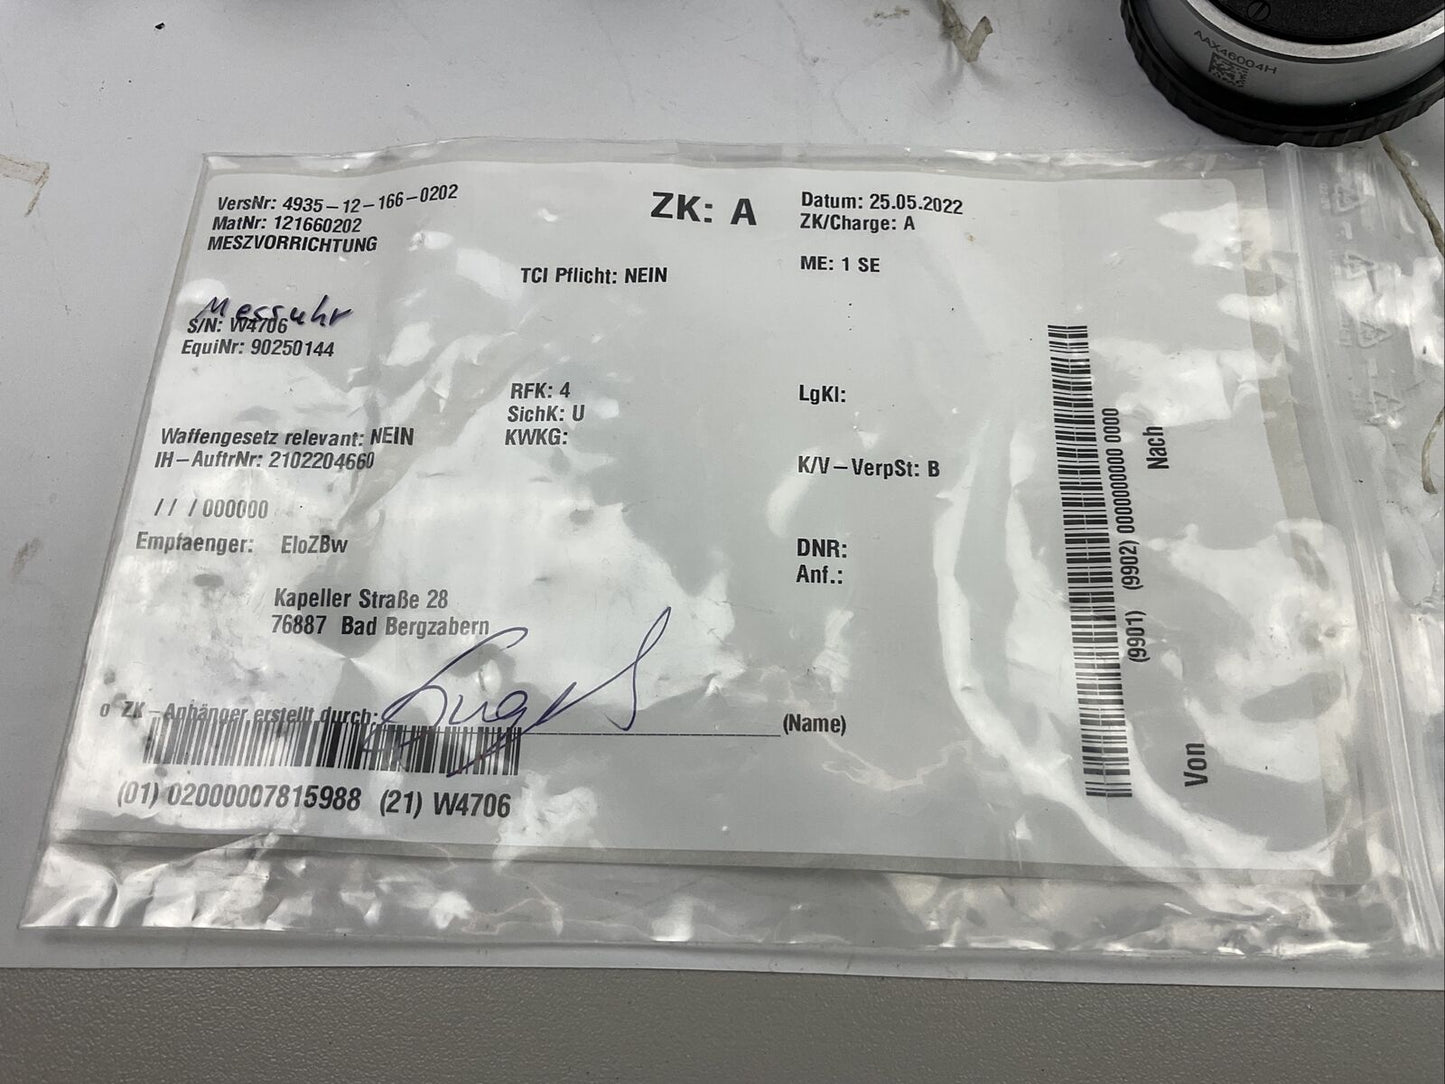 AAX46004H
VersNr: 4935-12-166-0202
MatNr: 121660202
MESZVORRICHTUNG
ZK: A
Datum: 25.05.2022
ZK/Charge: A
TCI Pflicht: NEIN
ME: 1 SE
Messuhr
S/N: W4706
EquiNr: 90250144
RFK: 4
SichK: U
KWKG:
LgKl:
Waffengesetz relevant: NEIN
IH-AuftrNr: 2102204660
K/V-VerpSt: B
/ / / 000000
Empfaenger: EloZBw
DNR:
Anf.:
Kapeller Straße 28
76887 Bad Bergzabern
o ZK-Anhänger erstellt durch:
(Name)
(01) 02000007815988 (21) W4706
(9901) (9902) 0000000000000 0000
Nach
Von